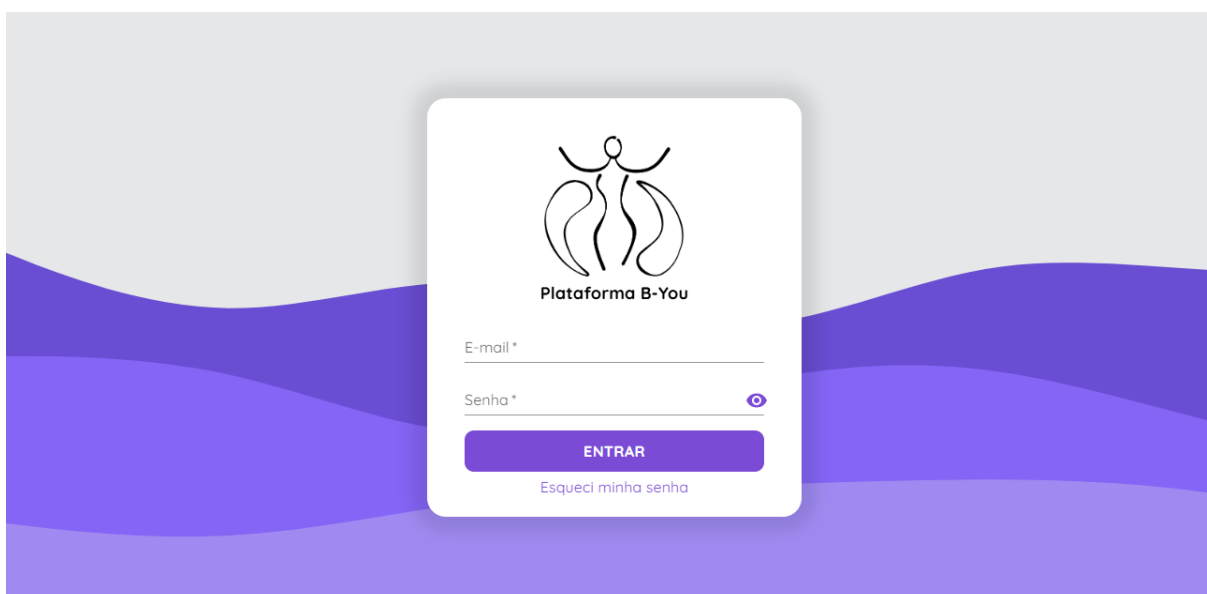 Plataforma B-You
E-mail *
Senha *
ENTRAR
Esqueci minha senha